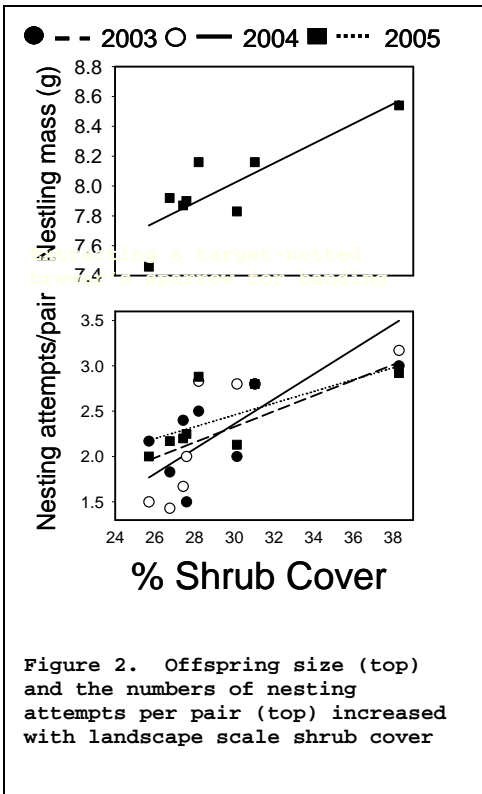 2003 2004 2005
8.8
8.6
8.4
8.2
8.0
7.8
7.6
7.4
Nestling mass (g)
3.5
3.0
2.5
2.0
1.5
Nesting attempts/pair
24 26 28 30 32 34 36 38
% Shrub Cover
Figure 2. Offspring size (top)
and the numbers of nesting
attempts per pair (top) increased
with landscape scale shrub cover